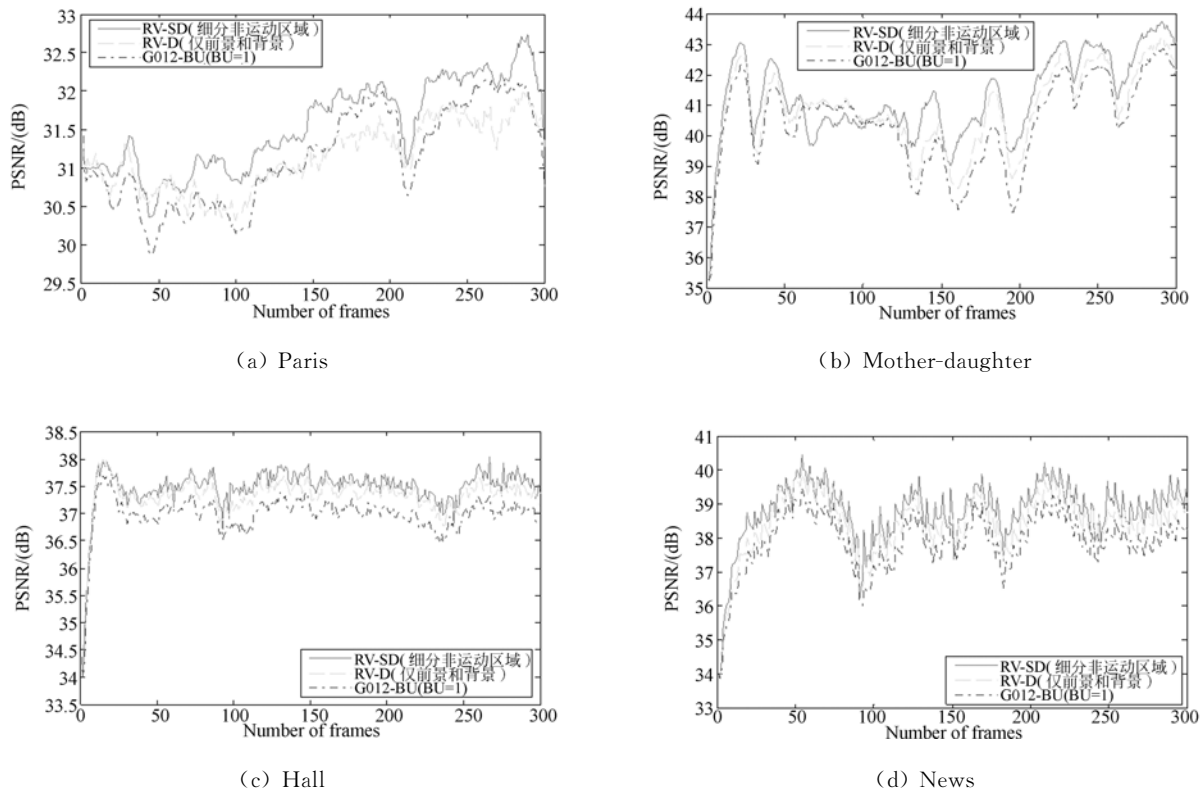 33
32.5
32
31.5
31
30.5
30
29.5
PSNR/(dB)
RV-SD(细分非运动区域)
RV-D(仅前景和背景)
G012-BU(BU=1)
0 50 100 150 200 250 300
Number of frames
(a) Paris
44
43
42
41
40
39
38
37
36
35
PSNR/(dB)
RV-SD(细分非运动区域)
RV-D(仅前景和背景)
G012-BU(BU=1)
0 50 100 150 200 250 300
Number of frames
(b) Mother-daughter
38.5
38
37.5
37
36.5
36
35.5
35
34.5
34
33.5
PSNR/(dB)
RV-SD(细分非运动区域)
RV-D(仅前景和背景)
G012-BU(BU=1)
0 50 100 150 200 250 300
Number of frames
(c) Hall
41
40
39
38
37
36
35
34
33
PSNR/(dB)
RV-SD(细分非运动区域)
RV-D(仅前景和背景)
G012-BU(BU=1)
0 50 100 150 200 250 300
Number of frames
(d) News